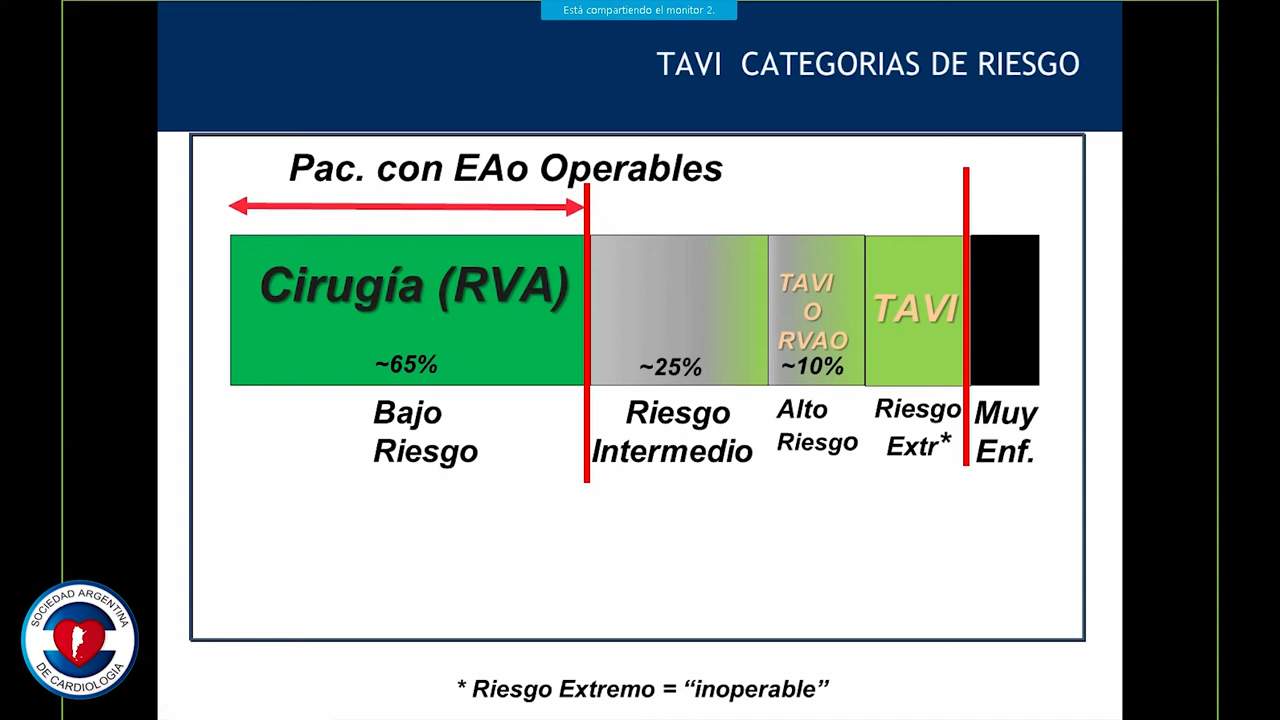 Está compartiendo el monitor 2.
TAVI CATEGORIAS DE RIESGO
Pac. con EAo Operables
Cirugía (RVA)
~65%
~25%
TAVI
O
RVAO
~10%
TAVI
Bajo
Riesgo
Riesgo
Intermedio
Alto
Riesgo
Riesgo
Extr*
Muy
Enf.
SOCIEDAD ARGENTINA
DE CARDIOLOGÍA
* Riesgo Extremo = “inoperable”